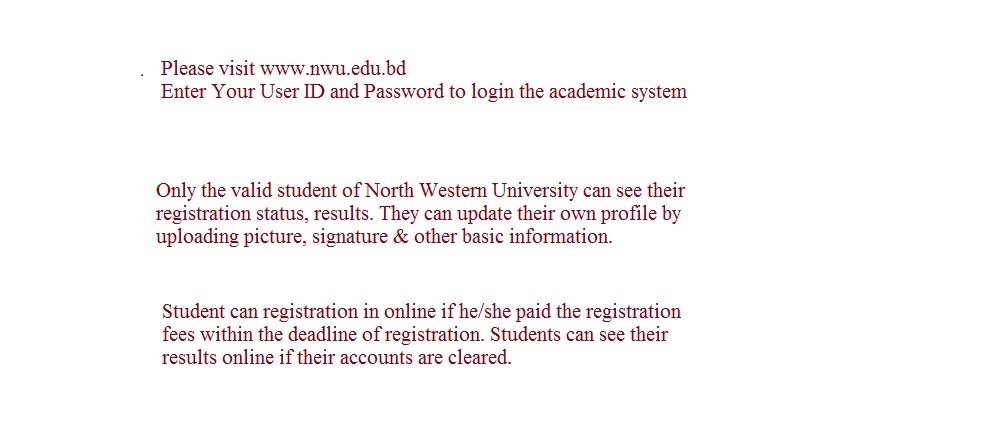 . Please visit www.nwu.edu.bd
Enter Your User ID and Password to login the academic system
Only the valid student of North Western University can see their
registration status, results. They can update their own profile by
uploading picture, signature & other basic information.
Student can registration in online if he/she paid the registration
fees within the deadline of registration. Students can see their
results online if their accounts are cleared.